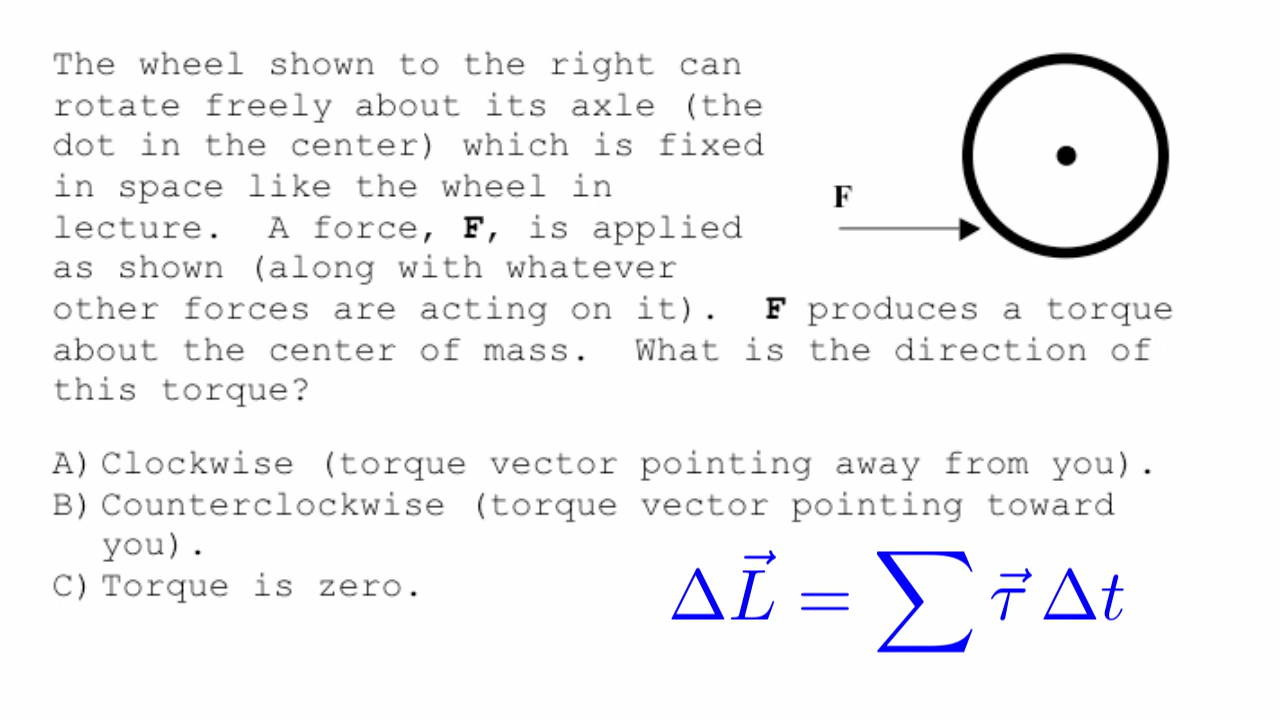 The wheel shown to the right can
rotate freely about its axle (the
dot in the center) which is fixed
in space like the wheel in
F
lecture. A force, F, is applied
as shown (along with whatever
other forces are acting on it). F produces a torque
about the center of mass. What is the direction of
this torque?
A) Clockwise (torque vector pointing away from you).
B) Counterclockwise (torque vector pointing toward
you).
C) Torque is zero.
Δ\vec{L} = ∑ \vec{τ} Δt